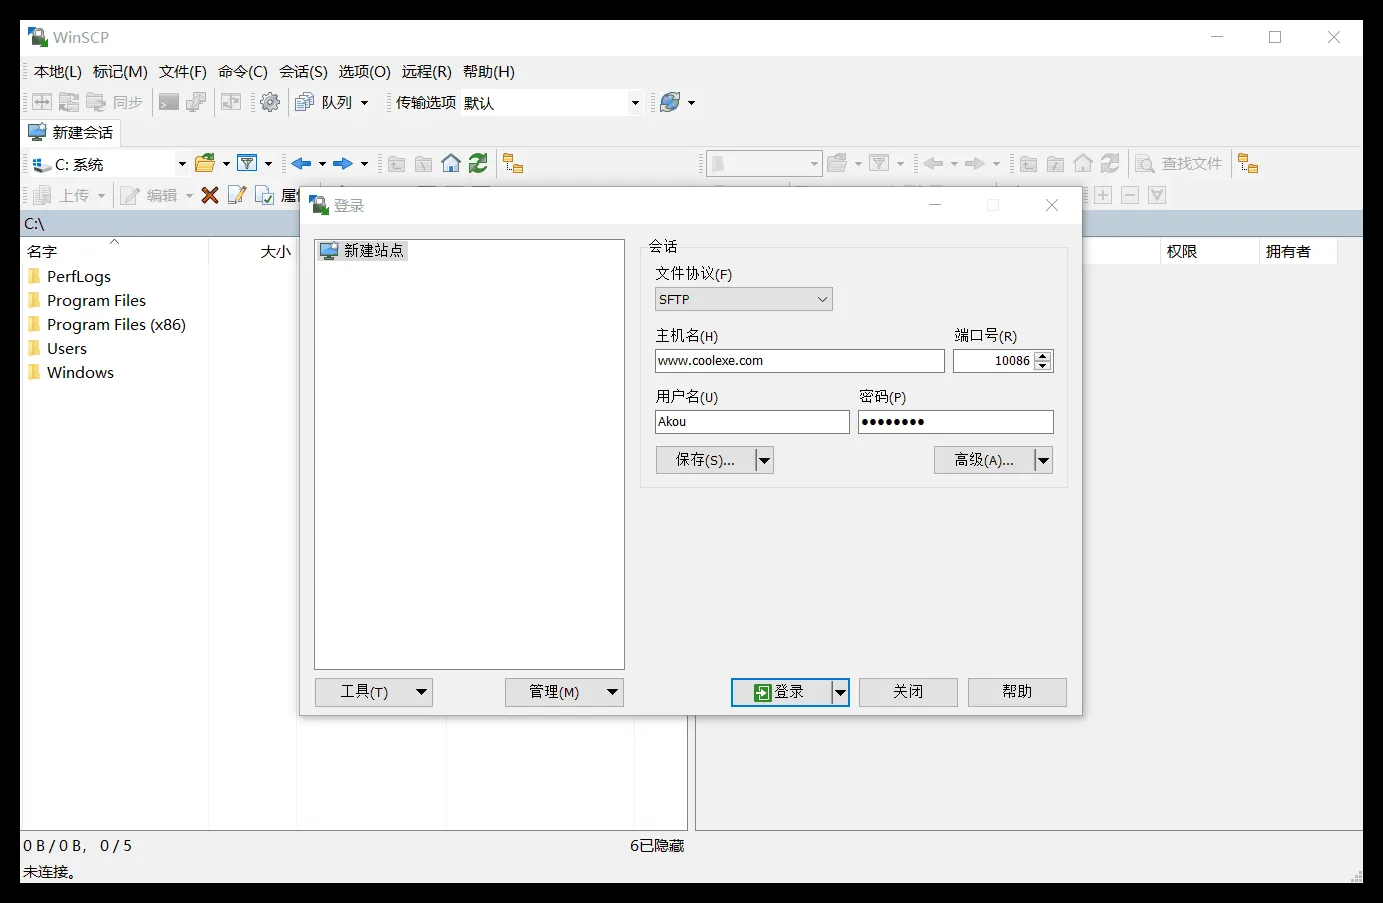 WinSCP
本地(L) 标记(M) 文件(F) 命令(C) 会话(S) 选项(O) 远程(R) 帮助(H)
同步 队列 传输选项 默认
新建会话
C: 系统 查找文件
上传 编辑
登录
C:\
名字 大小 权限 拥有者
PerfLogs
Program Files
Program Files (x86)
Users
Windows
新建站点
会话
文件协议(F)
SFTP
主机名(H) 端口号(R)
www.coolexe.com 10086
用户名(U) 密码(P)
Akou ●●●●●●●●
保存(S)... 高级(A)...
工具(T) 管理(M) 登录 关闭 帮助
0 B / 0 B, 0 / 5 6已隐藏
未连接。